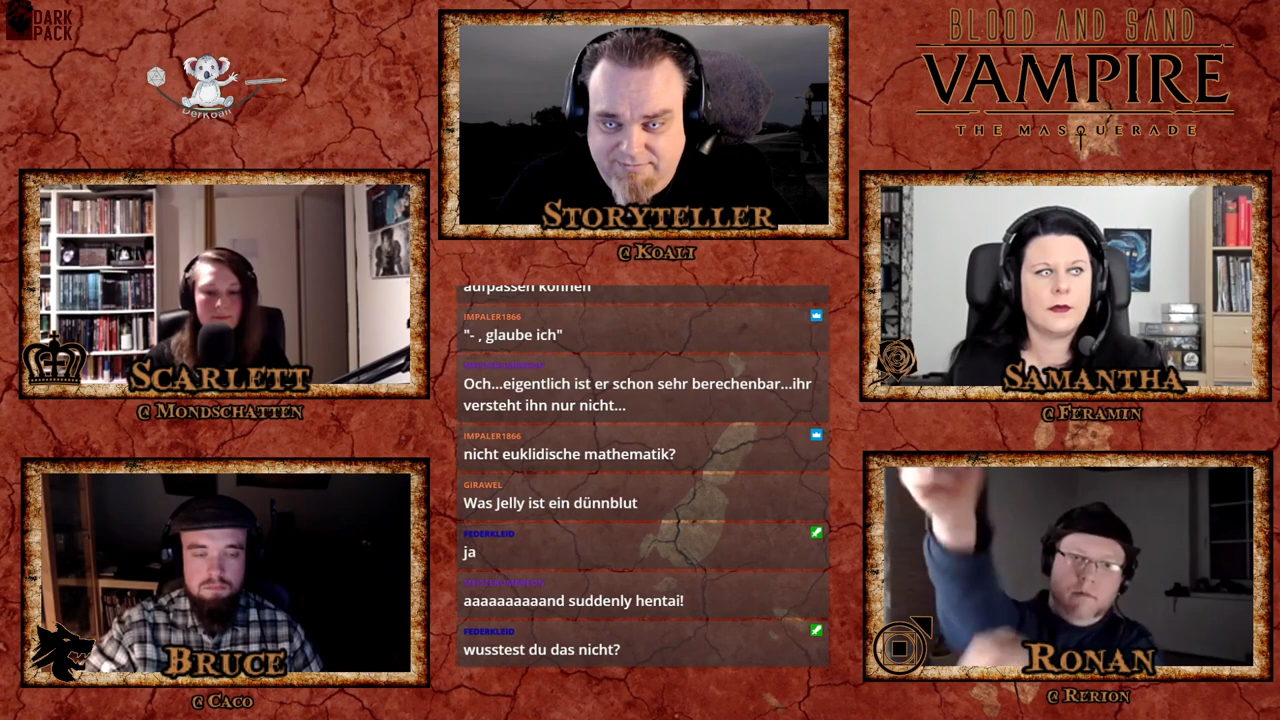 DARK
PACK
DerKoali
BLOOD AND SAND
VAMPIRE
THE MASQUERADE
STORYTELLER
@ KOALI
SCARLETT
@ MONDSCHATTEN
SAMANTHA
@ FERAMIN
aufpassen können
IMPALER1866
"- , glaube ich"
Och...eigentlich ist er schon sehr berechenbar...ihr
versteht ihn nur nicht...
IMPALER1866
nicht euklidische mathematik?
GIRAWEL
Was Jelly ist ein dünnblut
FEDERKLEID
ja
aaaaaaaaaand suddenly hentai!
FEDERKLEID
wusstest du das nicht?
BRUCE
@ CACO
RONAN
@ RERION